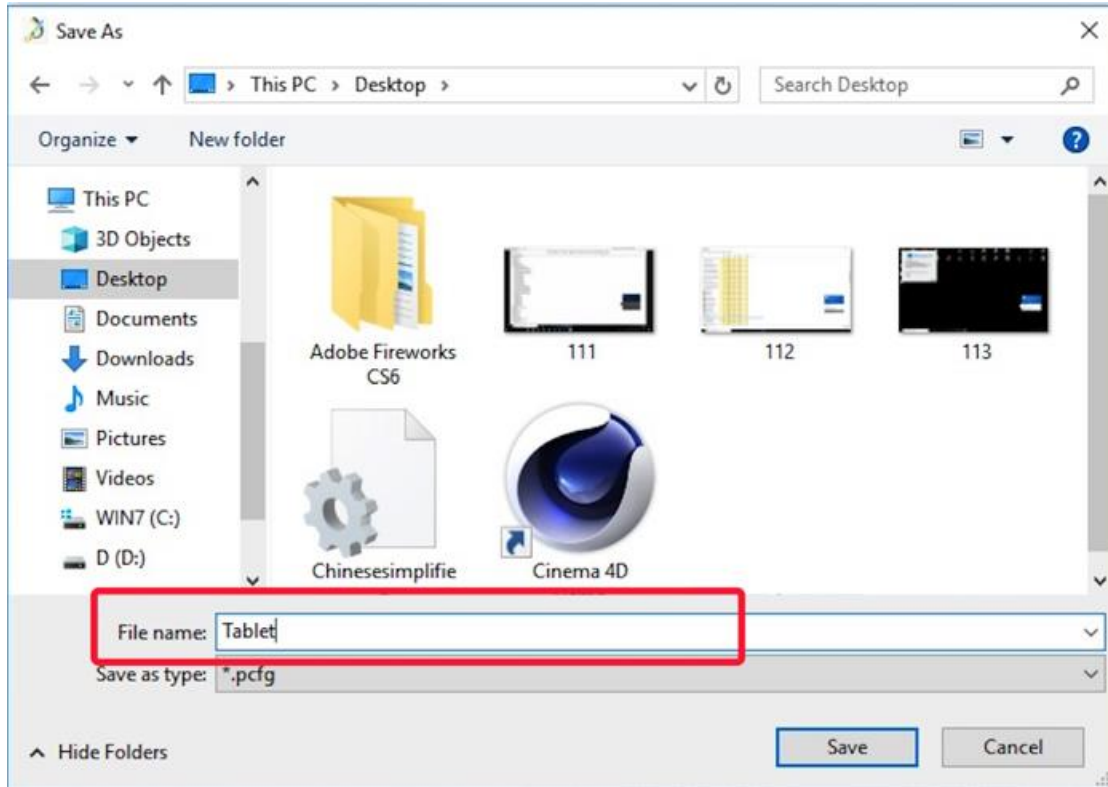 Save As
This PC > Desktop >
Search Desktop
Organize
New folder
This PC
3D Objects
Desktop
Documents
Downloads
Music
Pictures
Videos
WIN7 (C:)
D (D:)
Adobe Fireworks
CS6
111
112
113
Chinesesimplifie
Cinema 4D
File name: Tablet
Save as type: *.pcfg
Hide Folders
Save
Cancel